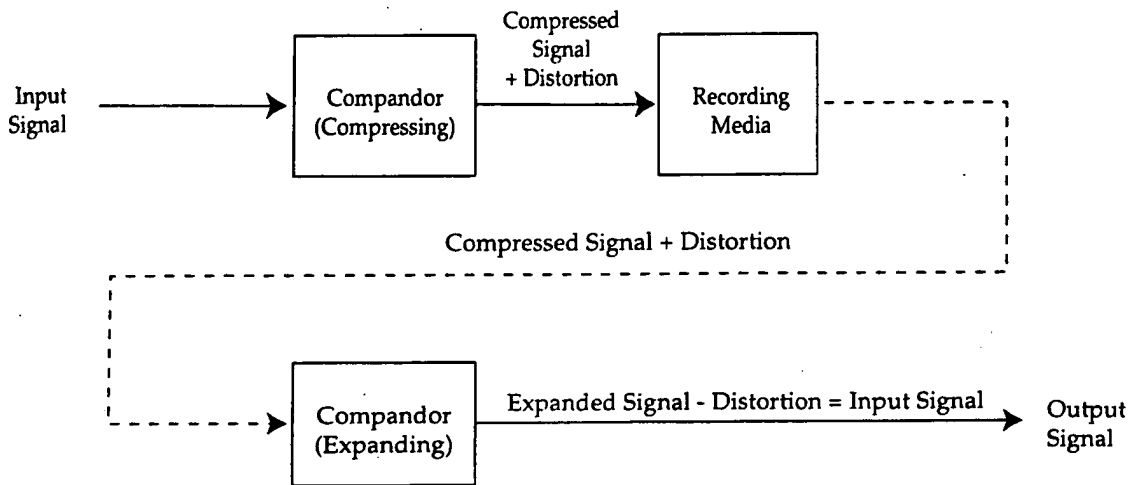 Compressed
Signal
+ Distortion
Input
Signal
Compandor
(Compressing)
Recording
Media
Compressed Signal + Distortion
Compandor
(Expanding)
Expanded Signal - Distortion = Input Signal
Output
Signal